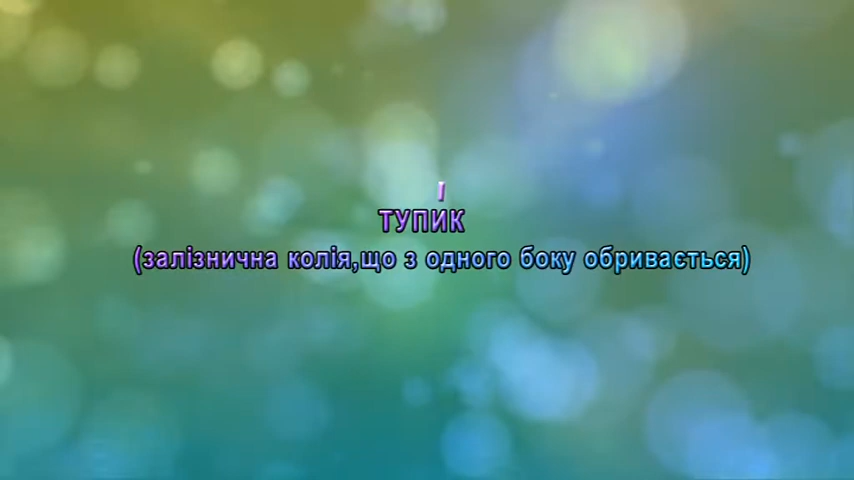 І
ТУПИК
(залізнична колія,що з одного боку обривається)